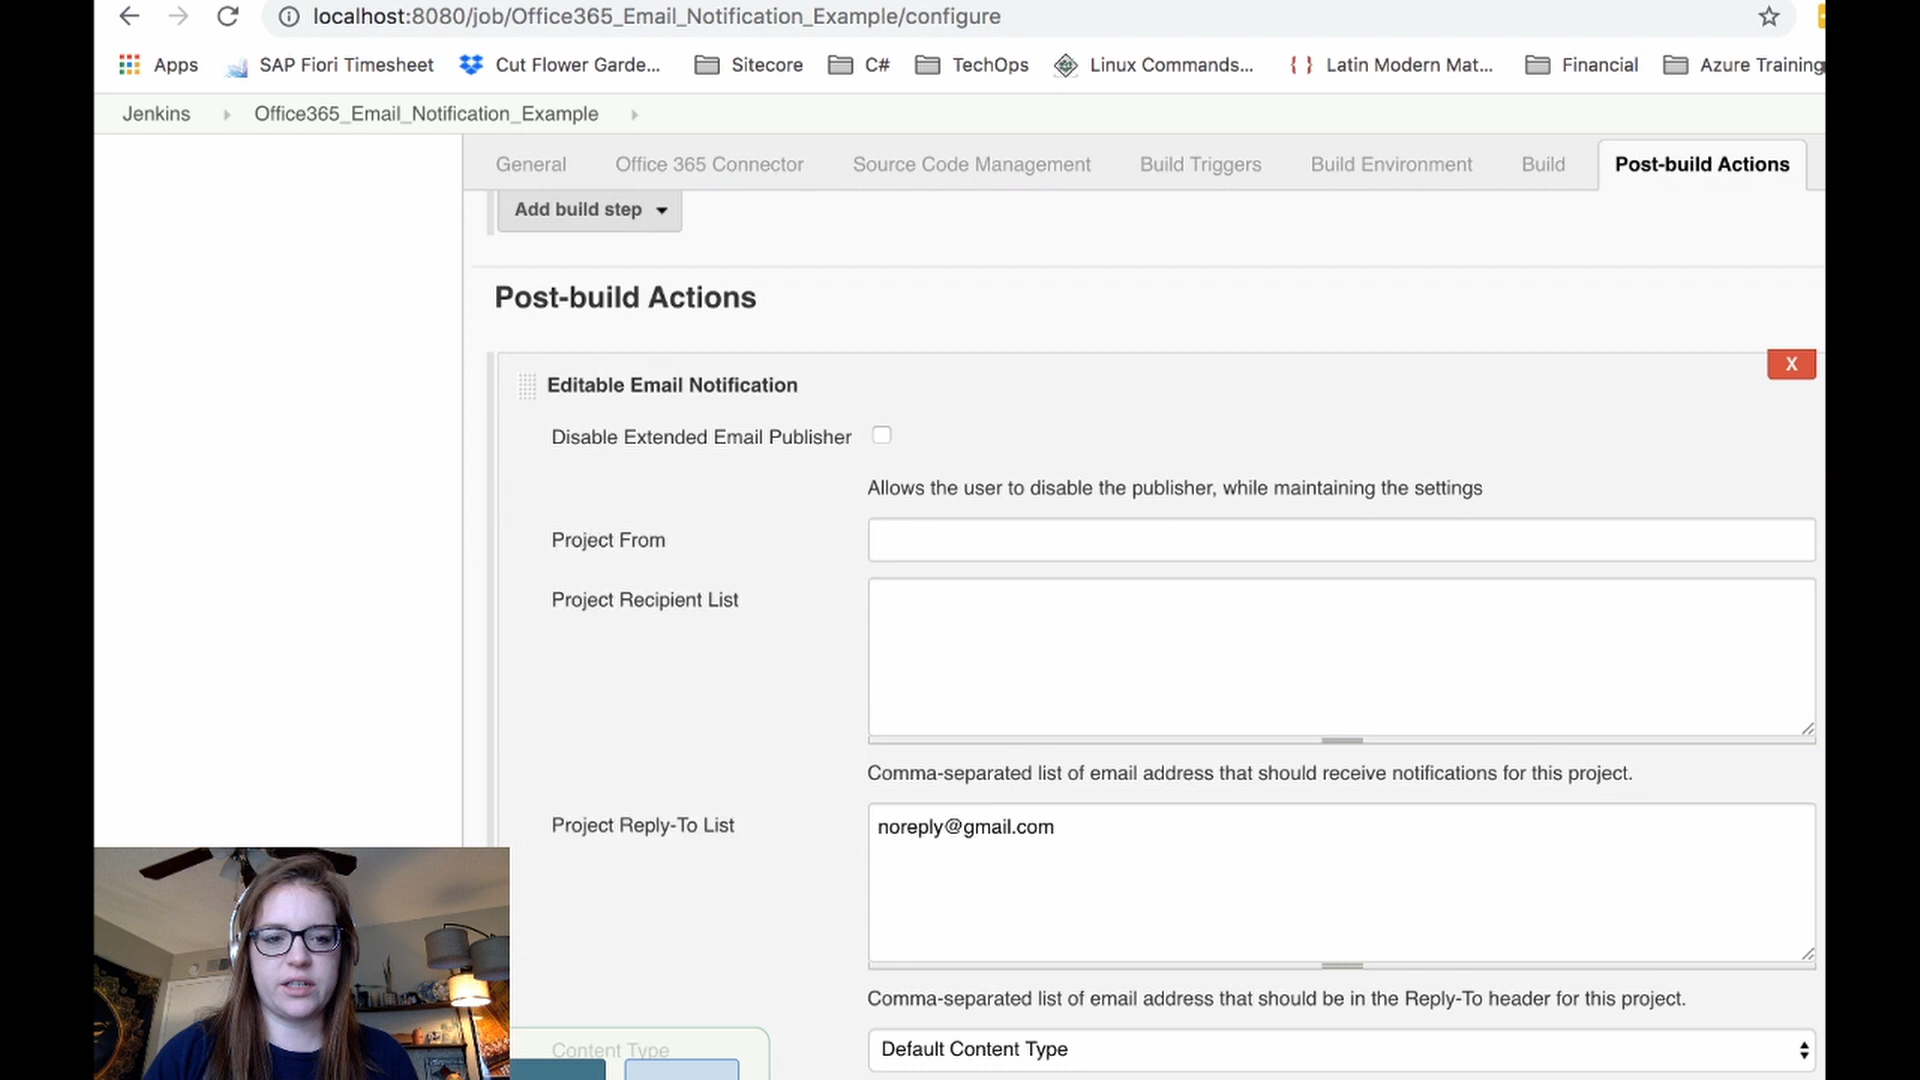 localhost:8080/job/Office365_Email_Notification_Example/configure
Apps SAP Fiori Timesheet Cut Flower Garde... Sitecore C# TechOps Linux Commands... Latin Modern Mat... Financial Azure Training
Jenkins Office365_Email_Notification_Example
General Office 365 Connector Source Code Management Build Triggers Build Environment Build Post-build Actions
Add build step
Post-build Actions
X
Editable Email Notification
Disable Extended Email Publisher
Allows the user to disable the publisher, while maintaining the settings
Project From
Project Recipient List
Comma-separated list of email address that should receive notifications for this project.
Project Reply-To List
noreply@gmail.com
Comma-separated list of email address that should be in the Reply-To header for this project.
Content Type
Default Content Type